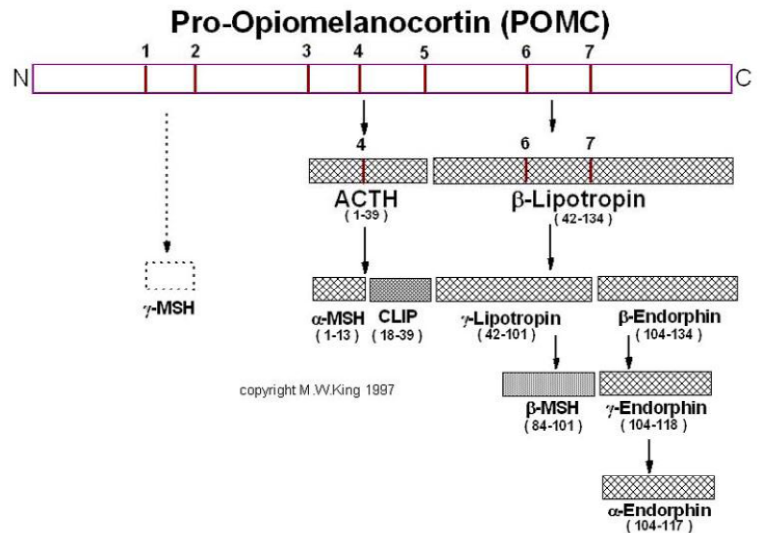 Pro-Opiomelanocortin (POMC)
1 2 3 4 5 6 7
N C
4 6 7
ACTH β-Lipotropin
( 1-39 ) ( 42-134 )
γ-MSH α-MSH CLIP γ-Lipotropin β-Endorphin
( 1-13 ) ( 18-39 ) ( 42-101 ) ( 104-134 )
copyright M.W.King 1997
β-MSH γ-Endorphin
( 84-101 ) ( 104-118 )
α-Endorphin
( 104-117 )